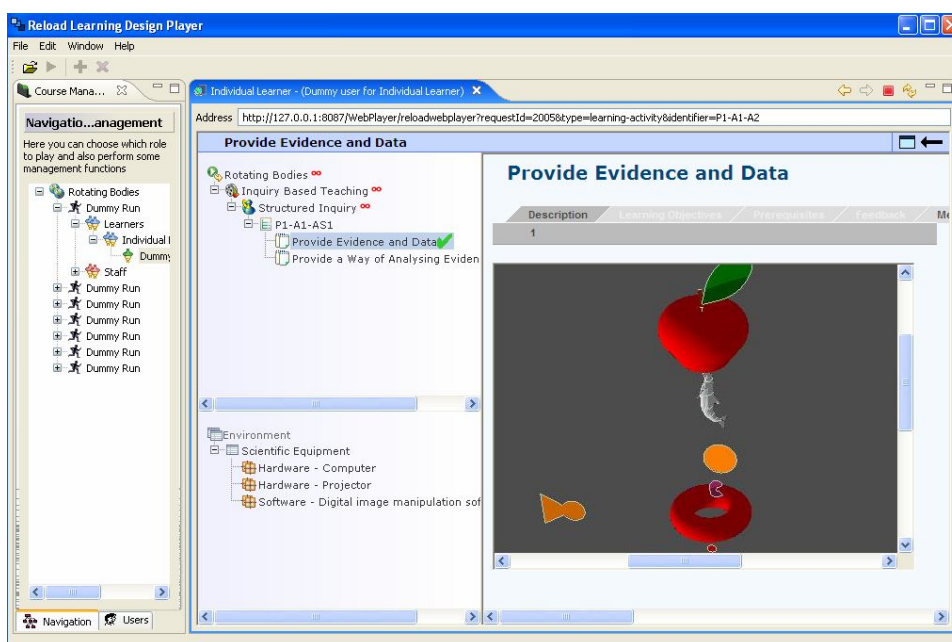 Reload Learning Design Player
File Edit Window Help
Course Mana...
Individual Learner - (Dummy user for Individual Learner)
Address http://127.0.0.1:8087/WebPlayer/reloadwebplayer?requestId=2005&type=learning-activity&identifier=P1-A1-A2
Navigatio...anagement
Here you can choose which role
to play and also perform some
management functions
Rotating Bodies
Dummy Run
Learners
Individual
Dummy
Staff
Dummy Run
Dummy Run
Dummy Run
Dummy Run
Dummy Run
Dummy Run
Navigation Users
Provide Evidence and Data
Rotating Bodies
Inquiry Based Teaching
Structured Inquiry
P1-A1-AS1
Provide Evidence and Data
Provide a Way of Analysing Eviden
Environment
Scientific Equipment
Hardware - Computer
Hardware - Projector
Software - Digital image manipulation sof
Provide Evidence and Data
Description Learning Objectives Prerequisites Feedback Me
1